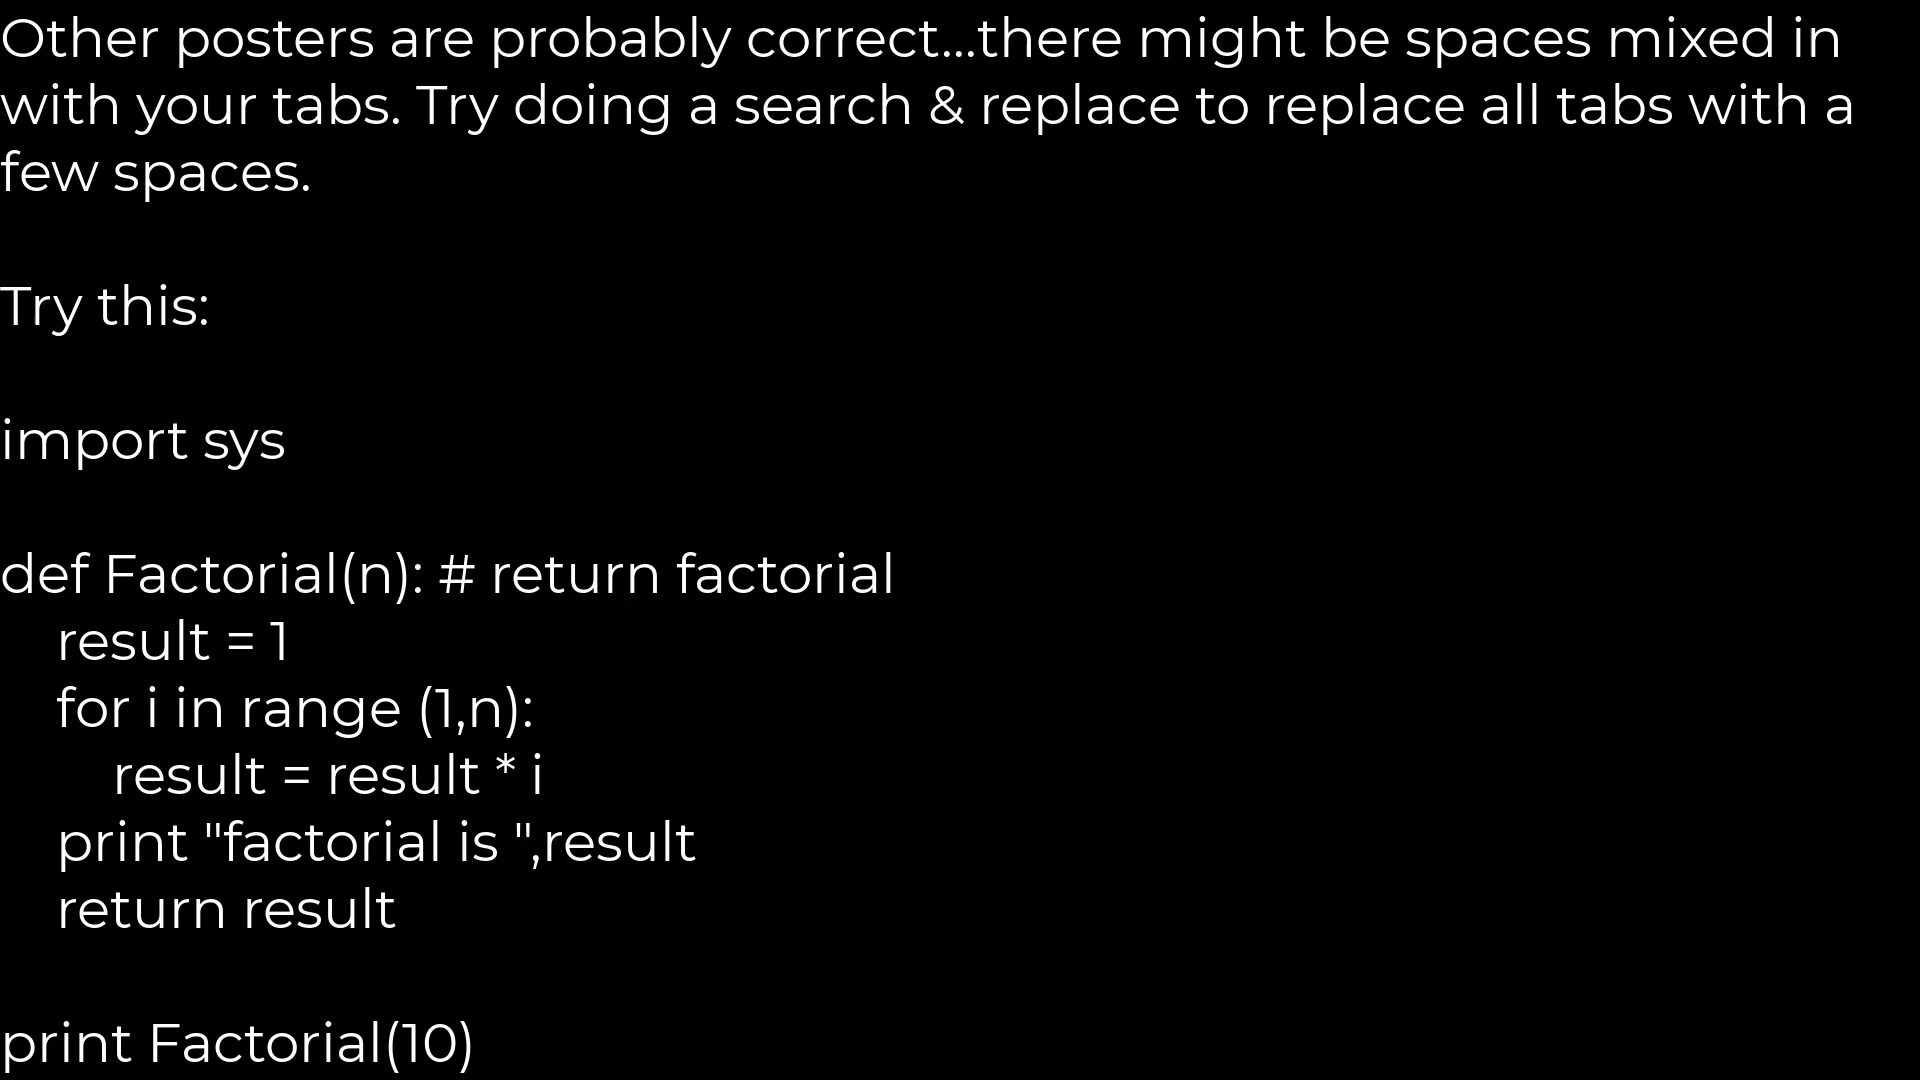 Other posters are probably correct...there might be spaces mixed in
with your tabs. Try doing a search & replace to replace all tabs with a
few spaces.

Try this:

import sys

def Factorial(n): # return factorial
    result = 1
    for i in range (1,n):
        result = result * i
    print "factorial is ",result
    return result

print Factorial(10)